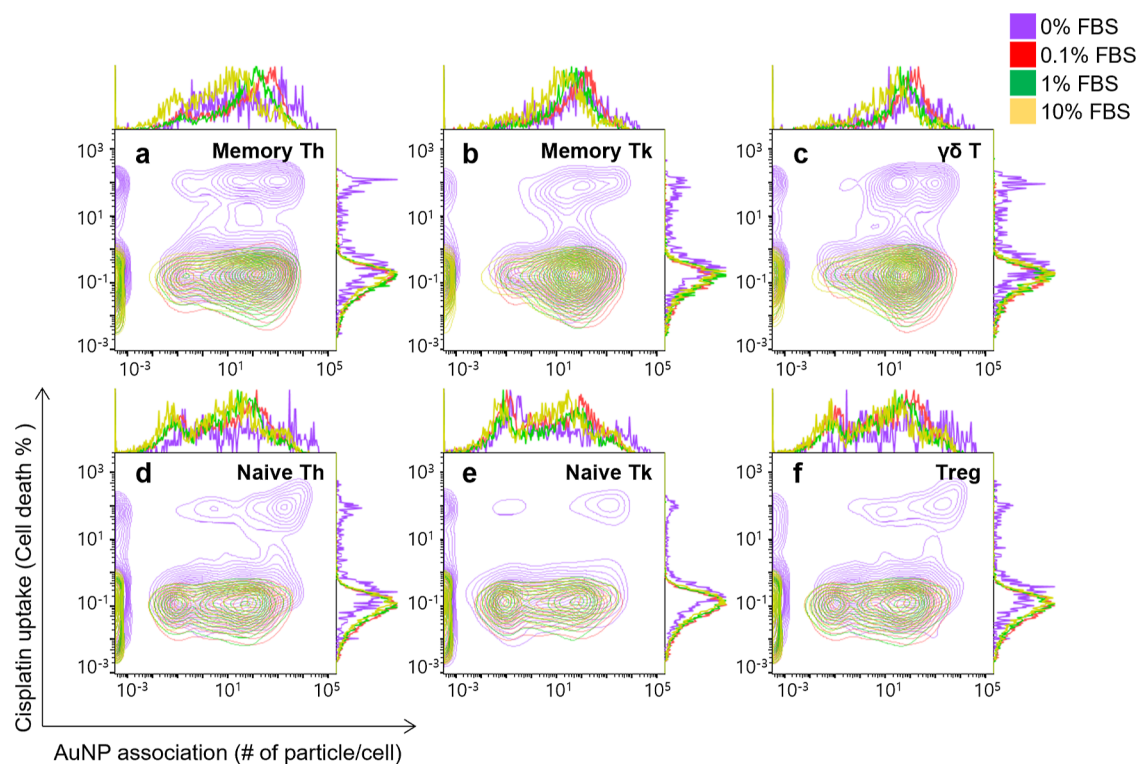 0% FBS
0.1% FBS
1% FBS
10% FBS
a Memory Th
b Memory Tk
c γδ T
10³
10¹
10⁻¹
10⁻³
10⁻³ 10¹ 10⁵
10³
10¹
10⁻¹
10⁻³
10⁻³ 10¹ 10⁵
10³
10¹
10⁻¹
10⁻³
10⁻³ 10¹ 10⁵
d Naive Th
e Naive Tk
f Treg
10³
10¹
10⁻¹
10⁻³
10⁻³ 10¹ 10⁵
10³
10¹
10⁻¹
10⁻³
10⁻³ 10¹ 10⁵
10³
10¹
10⁻¹
10⁻³
10⁻³ 10¹ 10⁵
Cisplatin uptake (Cell death % )
AuNP association (# of particle/cell)